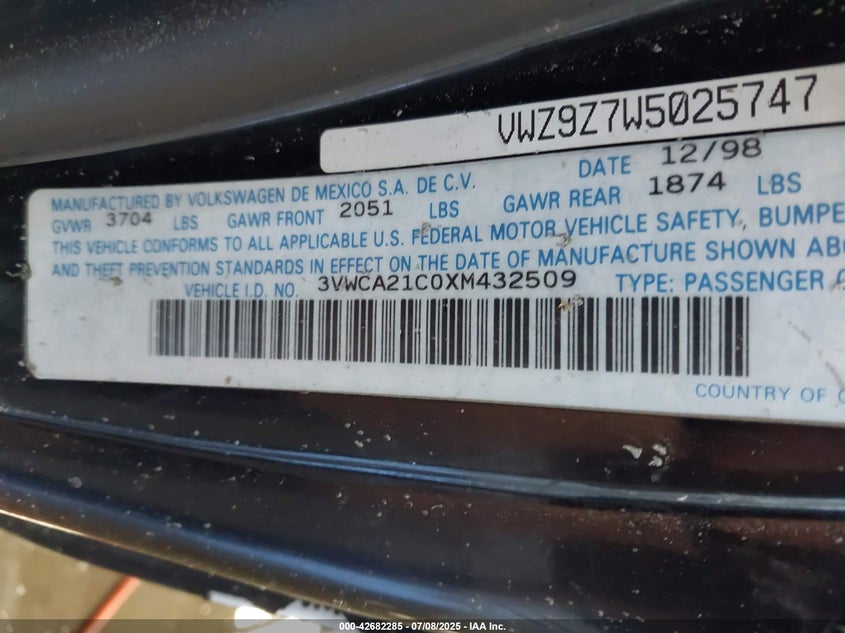 VWZ9Z7W5025747
MANUFACTURED BY VOLKSWAGEN DE MEXICO S.A. DE C.V. DATE 12/98
GVWR 3704 LBS GAWR FRONT 2051 LBS GAWR REAR 1874 LBS
THIS VEHICLE CONFORMS TO ALL APPLICABLE U.S. FEDERAL MOTOR VEHICLE SAFETY, BUMPE
AND THEFT PREVENTION STANDARDS IN EFFECT ON THE DATE OF MANUFACTURE SHOWN ABO
VEHICLE I.D. NO. 3VWCA21C0XM432509 TYPE: PASSENGER
COUNTRY OF
000-42682285 - 07/08/2025 - IAA Inc.